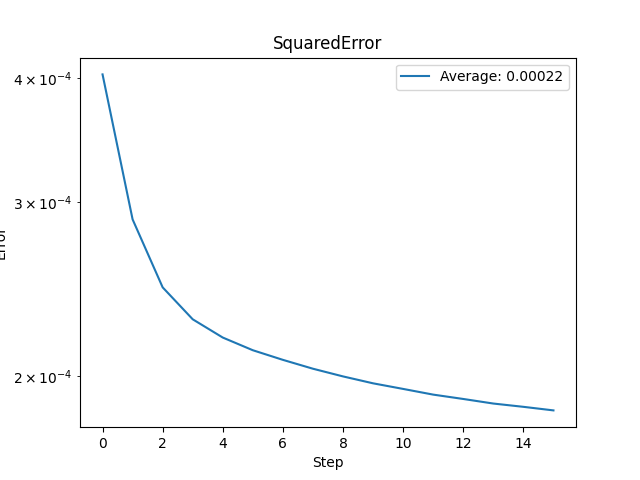 SquaredError
Average: 0.00022
4 × 10⁻⁴
3 × 10⁻⁴
2 × 10⁻⁴
Error
0 2 4 6 8 10 12 14
Step